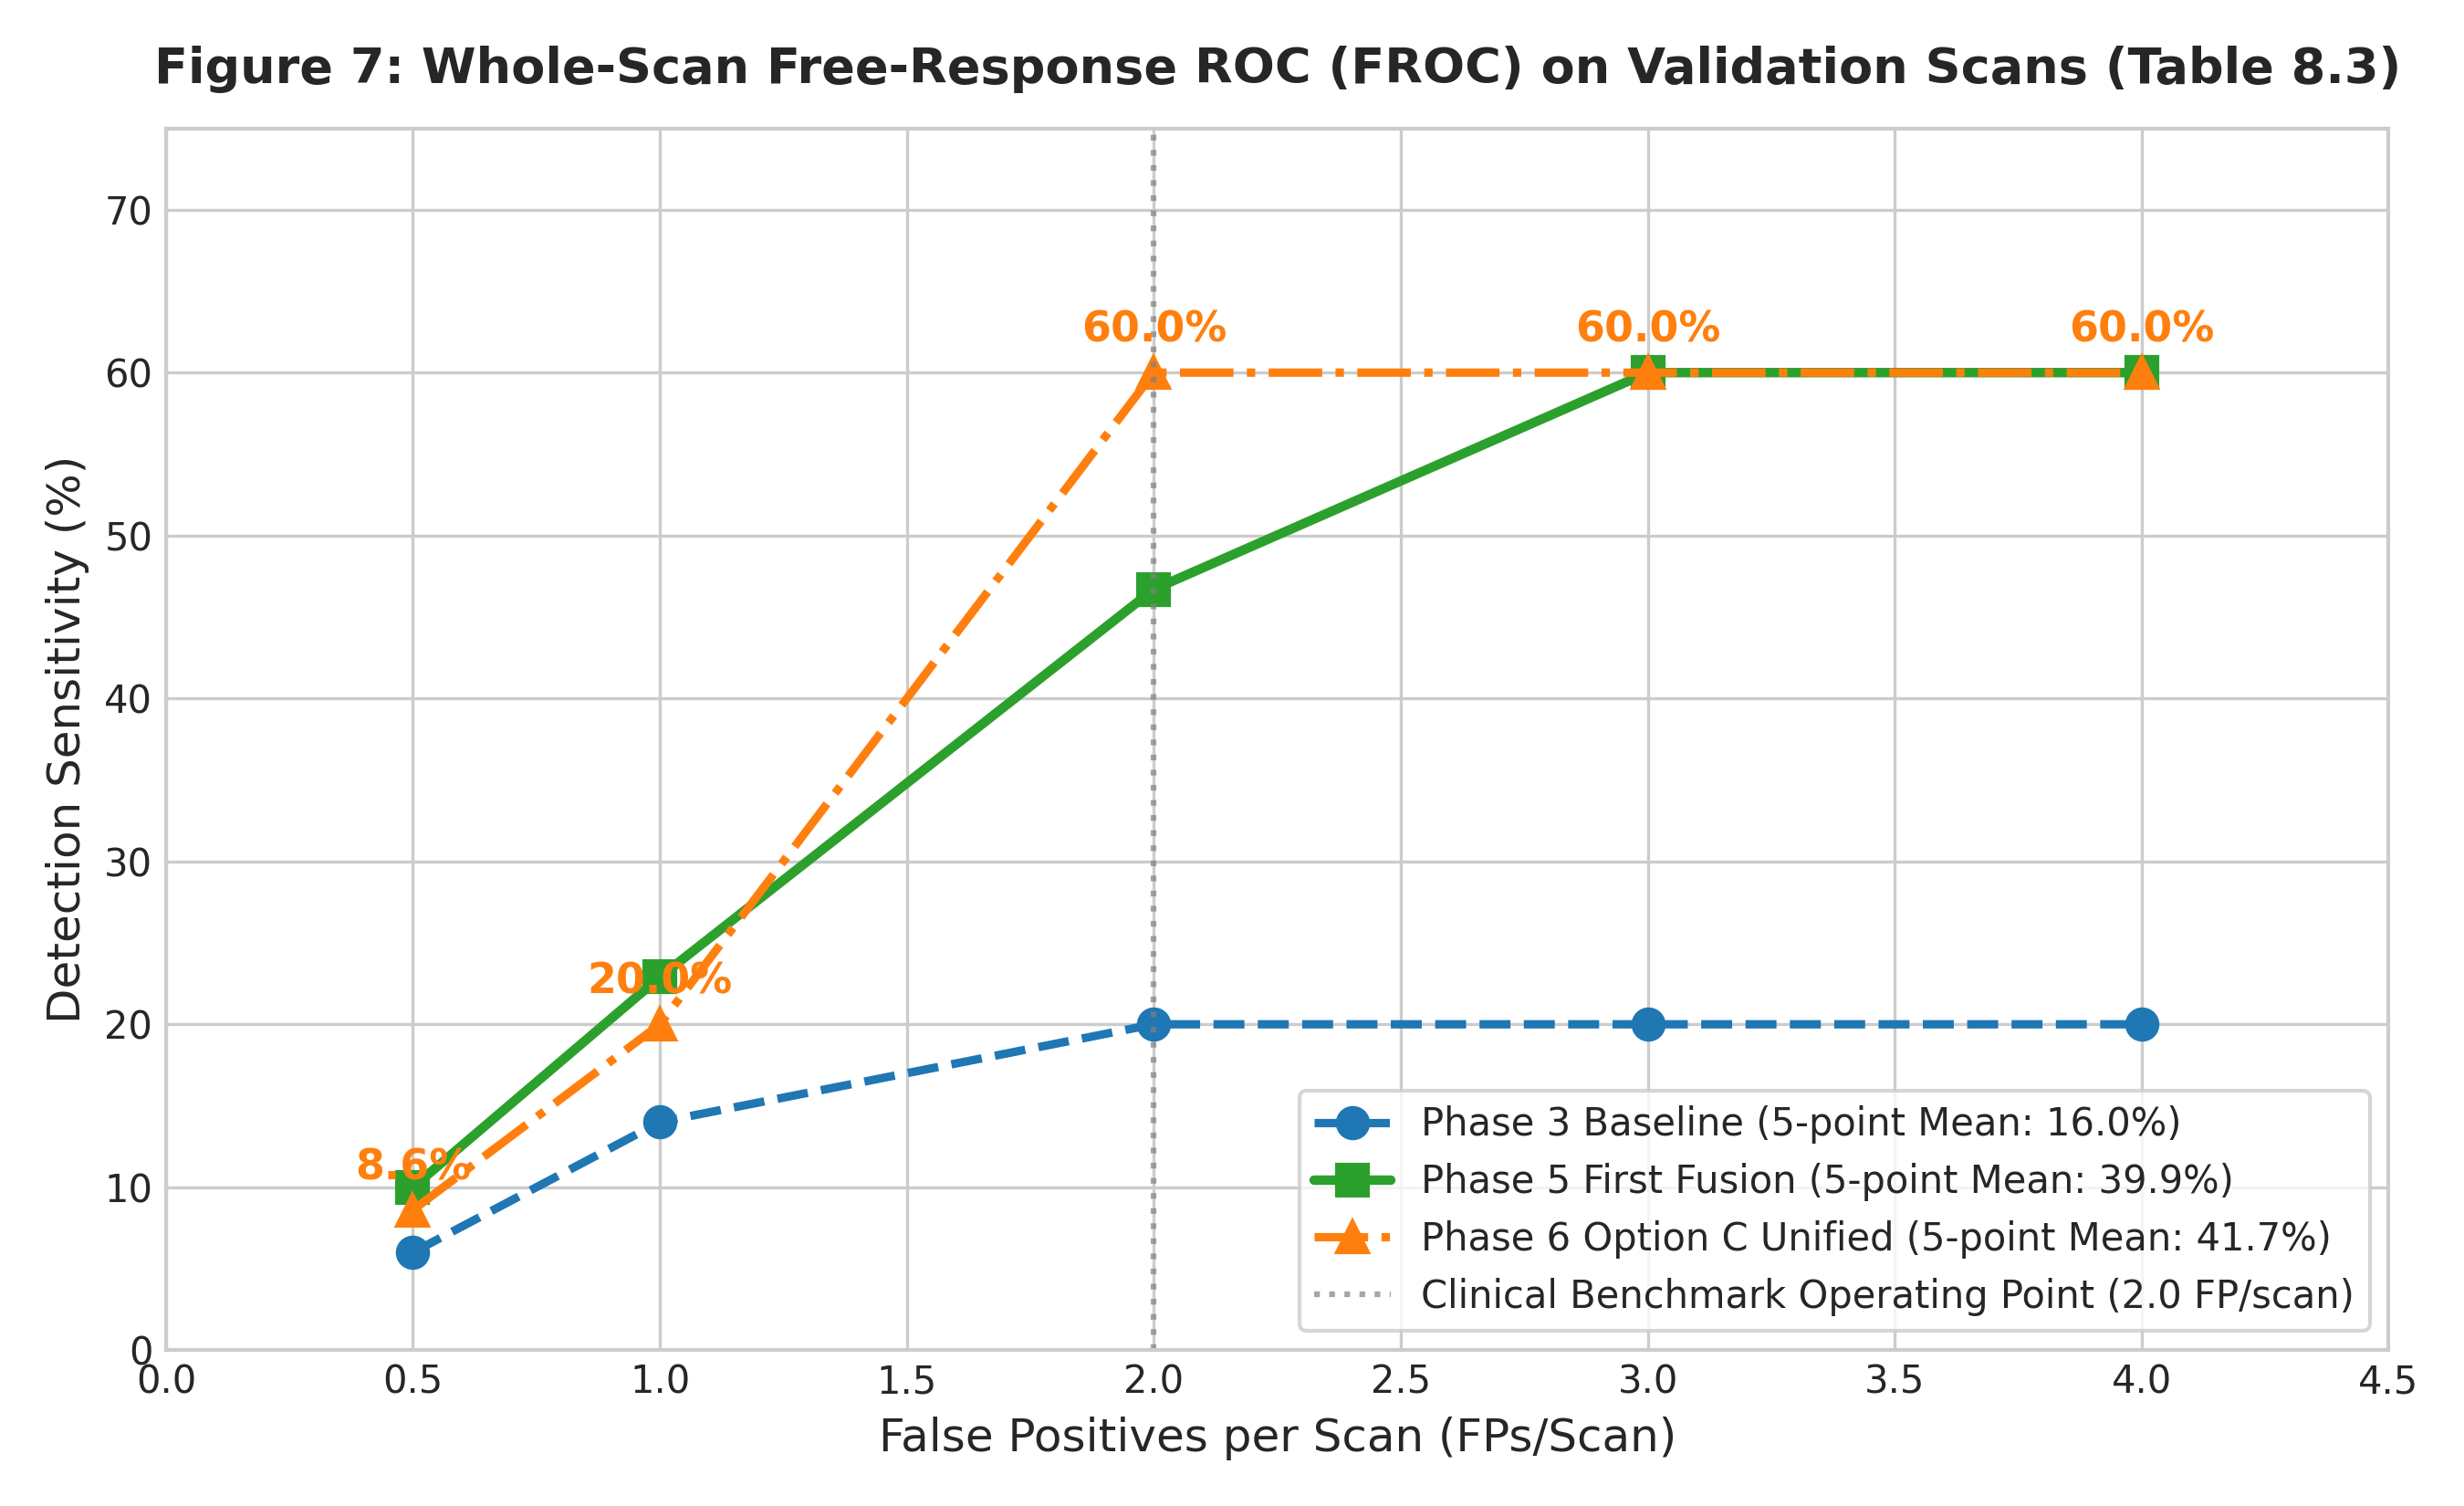 Figure 7: Whole-Scan Free-Response ROC (FROC) on Validation Scans (Table 8.3)
Detection Sensitivity (%)
70
60
50
40
30
20
10
0
60.0%
60.0%
60.0%
20.0%
8.6%
Phase 3 Baseline (5-point Mean: 16.0%)
Phase 5 First Fusion (5-point Mean: 39.9%)
Phase 6 Option C Unified (5-point Mean: 41.7%)
Clinical Benchmark Operating Point (2.0 FP/scan)
0.0 0.5 1.0 1.5 2.0 2.5 3.0 3.5 4.0 4.5
False Positives per Scan (FPs/Scan)